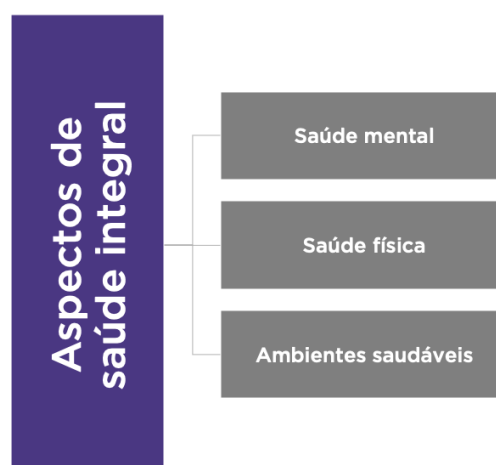 Aspectos de
saúde integral
Saúde mental
Saúde física
Ambientes saudáveis